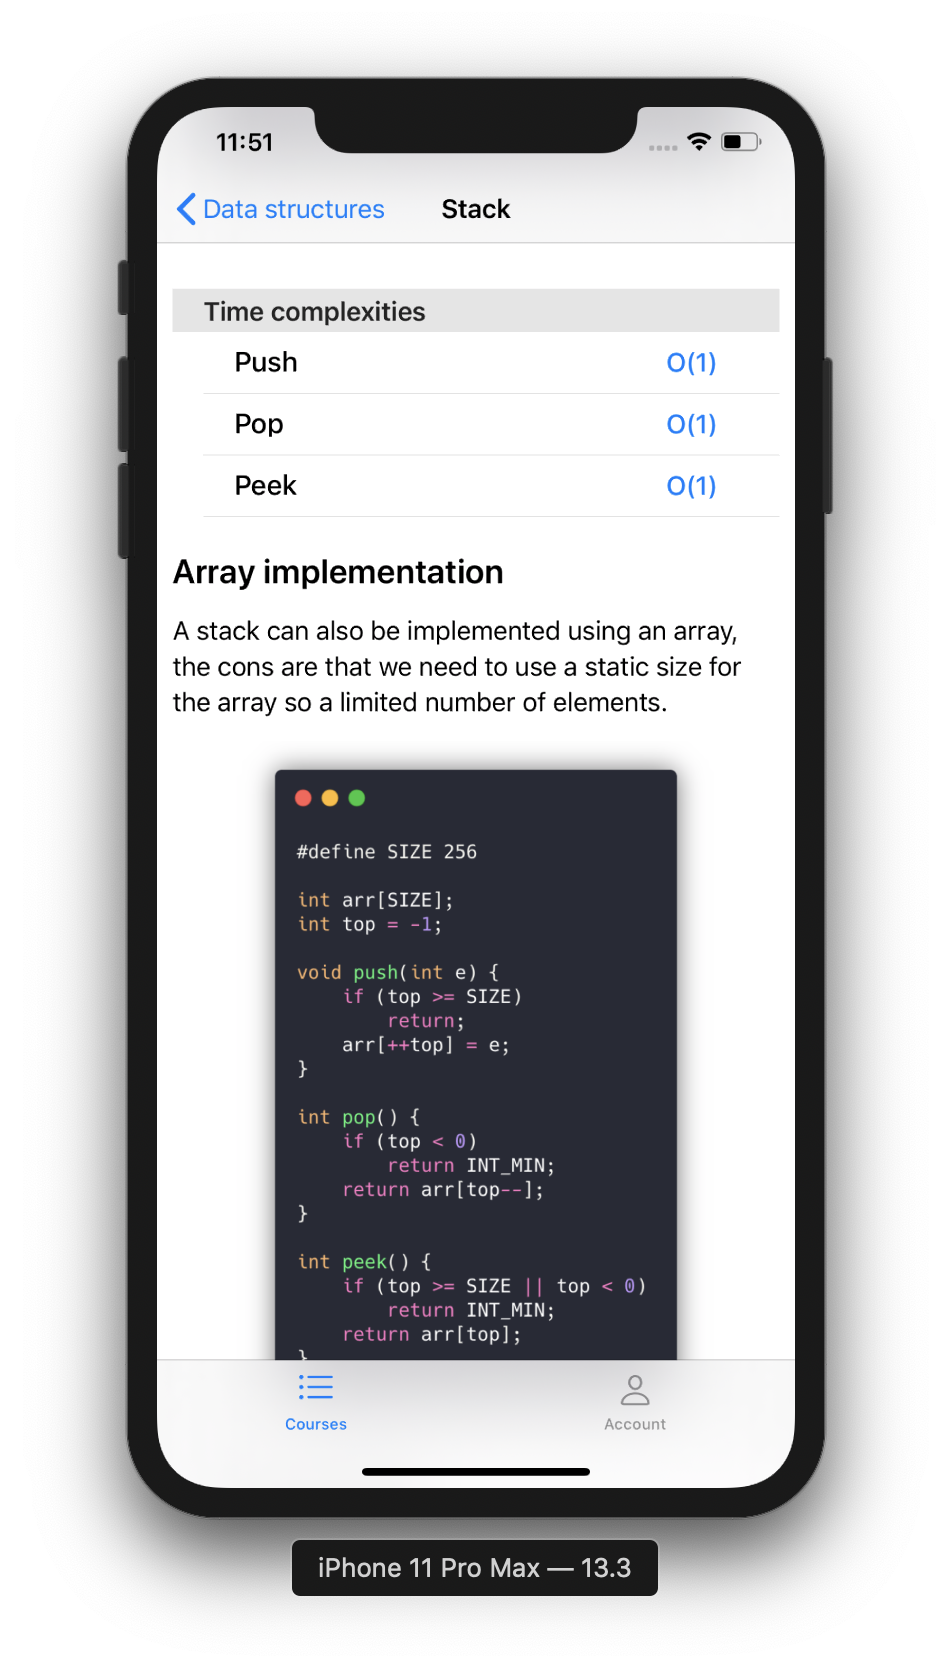 11:51
Data structures
Stack
Time complexities
Push O(1)
Pop O(1)
Peek O(1)
Array implementation
A stack can also be implemented using an array,
the cons are that we need to use a static size for
the array so a limited number of elements.
#define SIZE 256
int arr[SIZE];
int top = -1;
void push(int e) {
    if (top >= SIZE)
        return;
    arr[++top] = e;
}
int pop() {
    if (top < 0)
        return INT_MIN;
    return arr[top--];
}
int peek() {
    if (top >= SIZE || top < 0)
        return INT_MIN;
    return arr[top];
}
Courses
Account
iPhone 11 Pro Max — 13.3